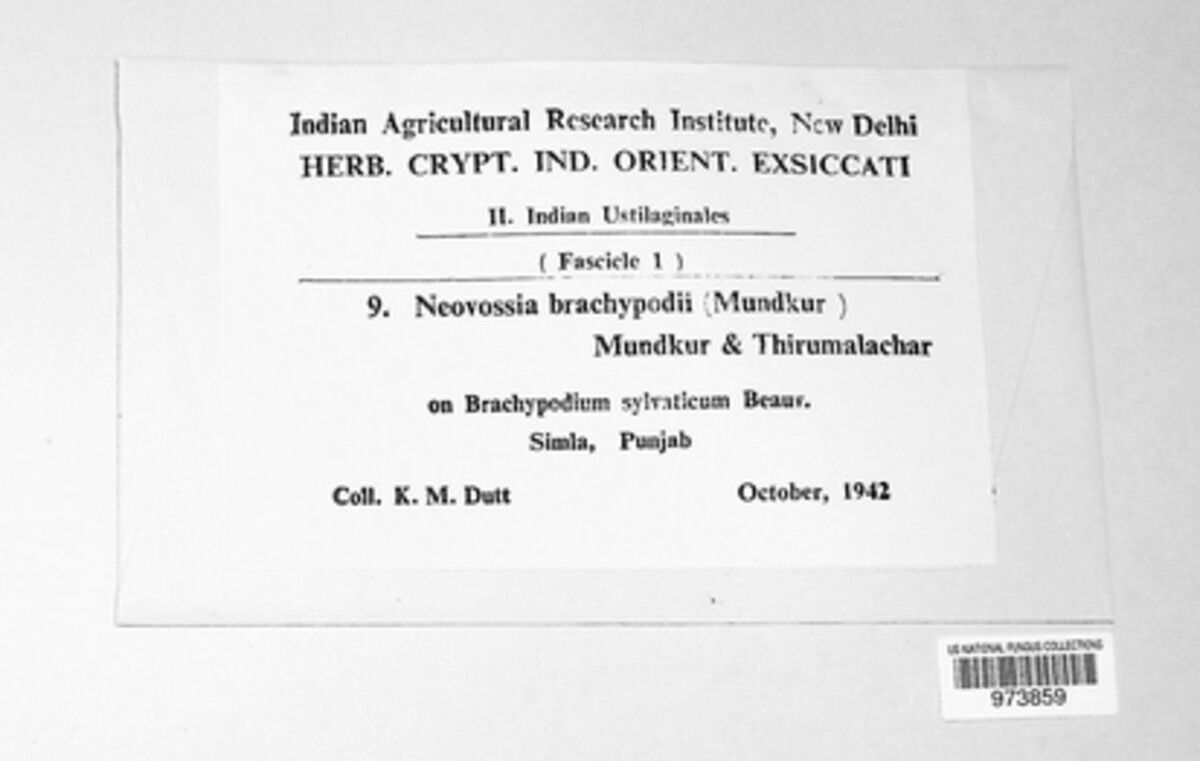 Indian Agricultural Research Institute, New Delhi
HERB. CRYPT. IND. ORIENT. EXSICCATI
II. Indian Ustilaginales
( Fascicle 1 )
9. Neovossia brachypodii (Mundkur )
Mundkur & Thirumalachar
on Brachypodium sylvaticum Beauv.
Simla, Punjab
Coll. K. M. Dutt October, 1942
US NATIONAL FUNGUS COLLECTIONS
973859